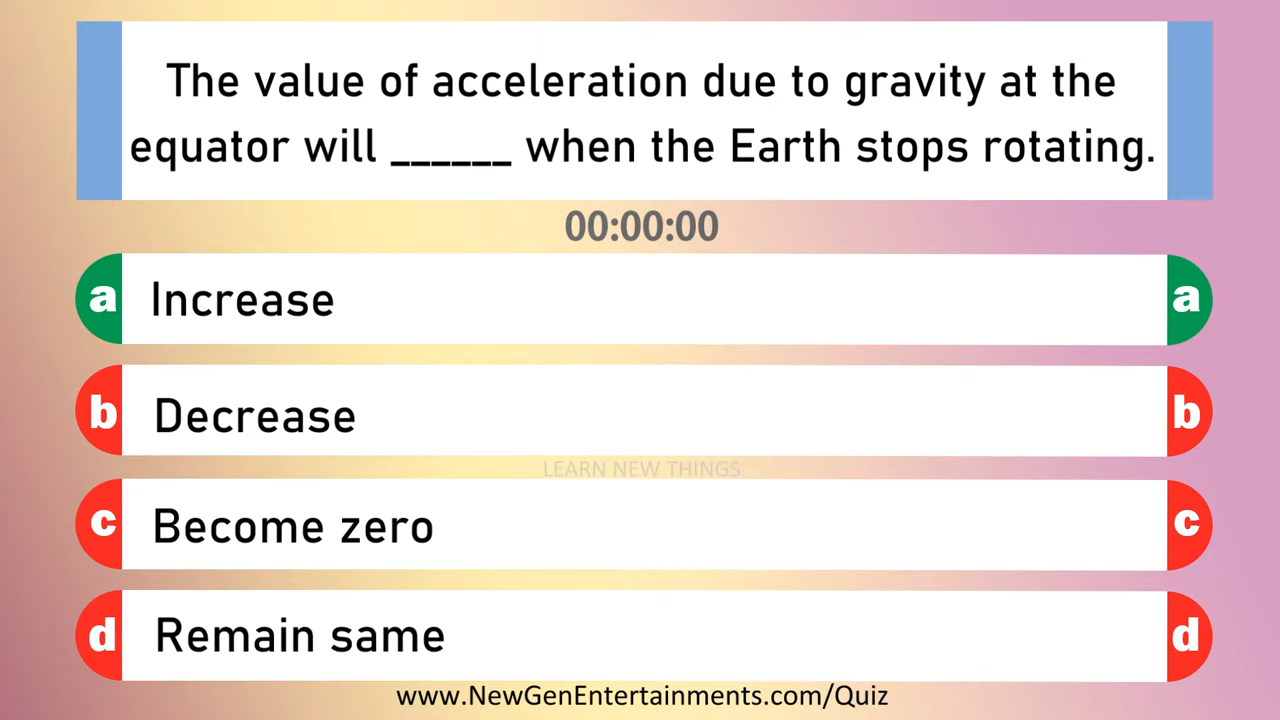 The value of acceleration due to gravity at the
equator will ______ when the Earth stops rotating.
00:00:00
a Increase a
b Decrease b
LEARN NEW THINGS
c Become zero c
d Remain same d
www.NewGenEntertainments.com/Quiz